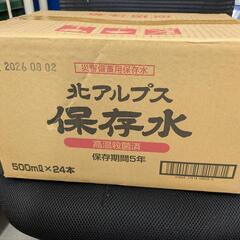 2026 08 02
災害備蓄用保存水
北アルプス
保存水
高温殺菌済
保存期間5年
500mℓ×24本